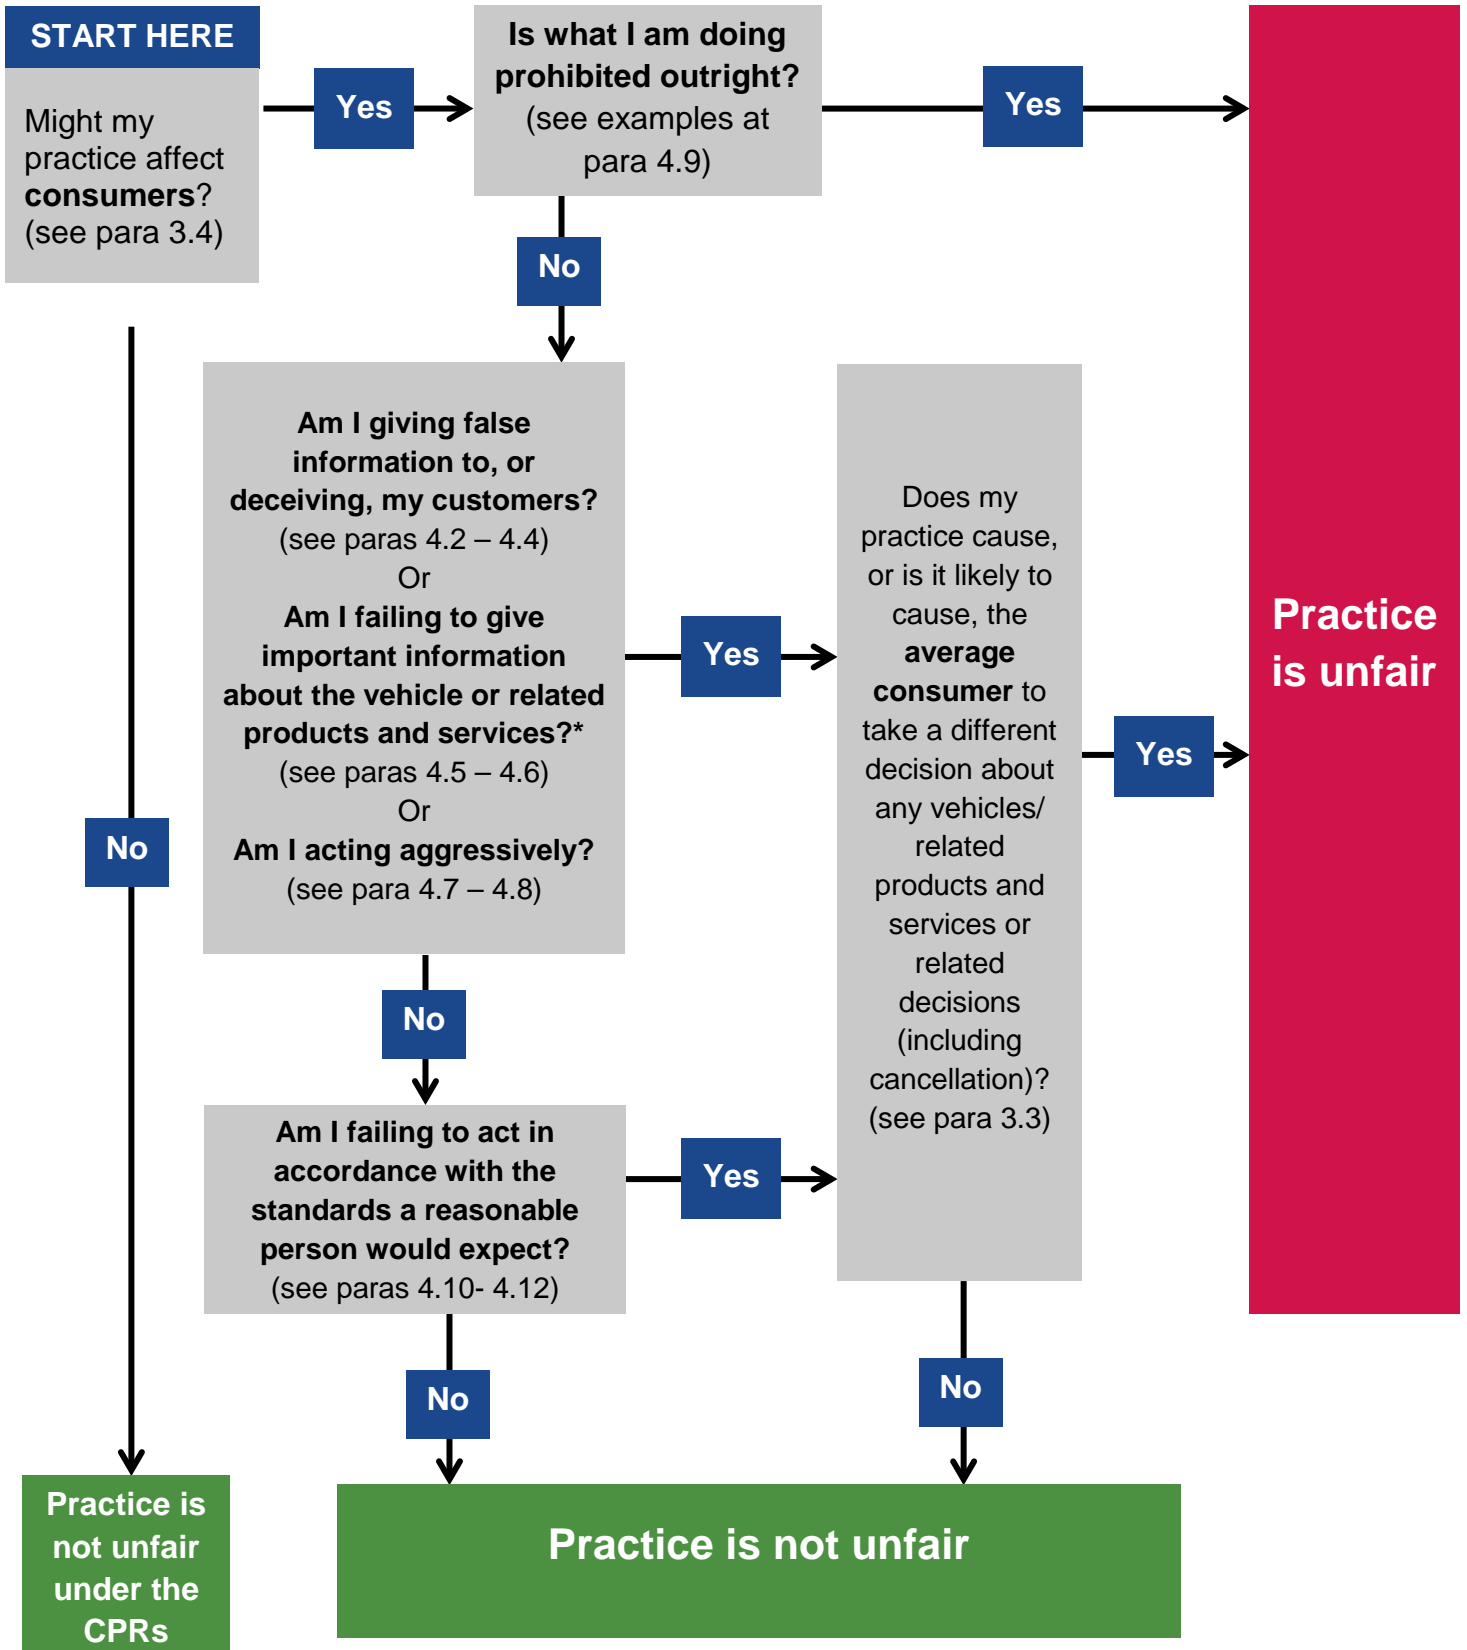 START HERE
Might my
practice affect
consumers?
(see para 3.4)
Yes
Is what I am doing
prohibited outright?
(see examples at
para 4.9)
Yes
No
Am I giving false
information to, or
deceiving, my customers?
(see paras 4.2 – 4.4)
Or
Am I failing to give
important information
about the vehicle or related
products and services?*
(see paras 4.5 – 4.6)
Or
Am I acting aggressively?
(see para 4.7 – 4.8)
Yes
Does my
practice cause,
or is it likely to
cause, the
average
consumer to
take a different
decision about
any vehicles/
related
products and
services or
related
decisions
(including
cancellation)?
(see para 3.3)
Yes
Practice
is unfair
No
No
Am I failing to act in
accordance with the
standards a reasonable
person would expect?
(see paras 4.10- 4.12)
Yes
No
No
Practice is
not unfair
under the
CPRs
Practice is not unfair